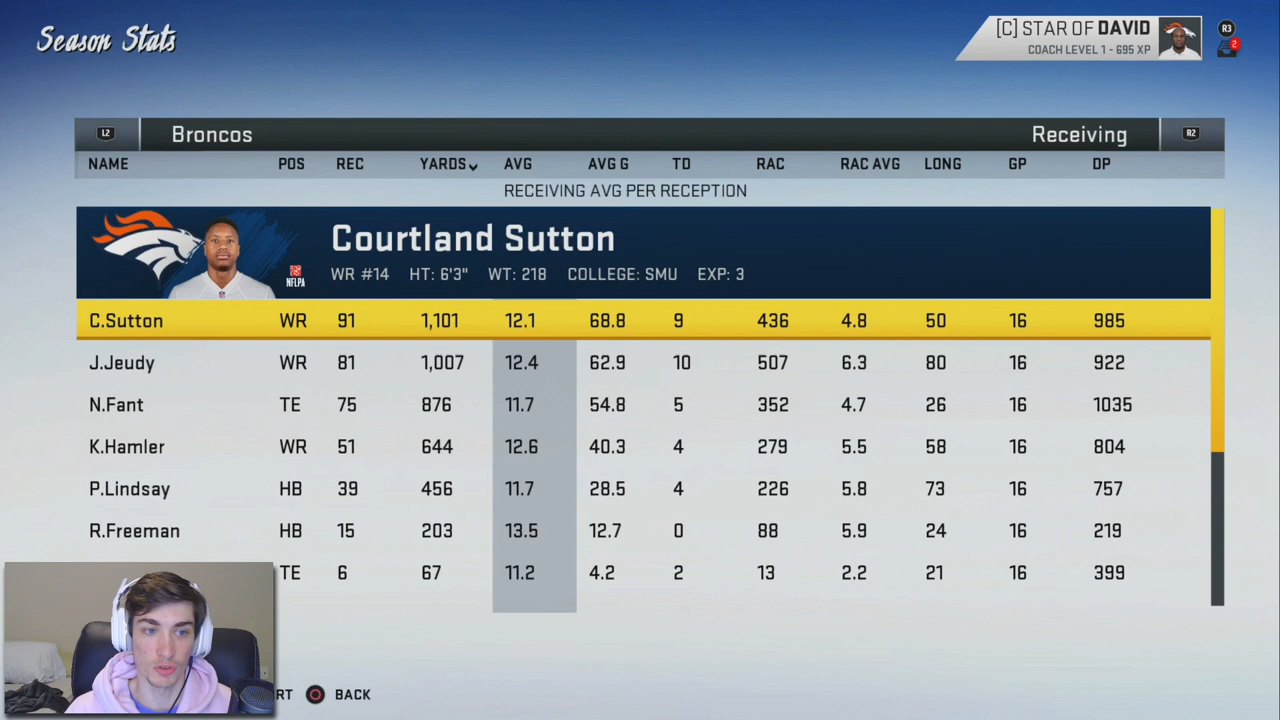 Season Stats
[C] STAR OF DAVID
COACH LEVEL 1 - 695 XP
R3
2
L2
Broncos
Receiving
R2
NAME POS REC YARDS AVG AVG G TD RAC RAC AVG LONG GP DP
RECEIVING AVG PER RECEPTION
Courtland Sutton
WR #14 HT: 6'3" WT: 218 COLLEGE: SMU EXP: 3
NFLPA
C.Sutton WR 91 1,101 12.1 68.8 9 436 4.8 50 16 985
J.Jeudy WR 81 1,007 12.4 62.9 10 507 6.3 80 16 922
N.Fant TE 75 876 11.7 54.8 5 352 4.7 26 16 1035
K.Hamler WR 51 644 12.6 40.3 4 279 5.5 58 16 804
P.Lindsay HB 39 456 11.7 28.5 4 226 5.8 73 16 757
R.Freeman HB 15 203 13.5 12.7 0 88 5.9 24 16 219
TE 6 67 11.2 4.2 2 13 2.2 21 16 399
RT BACK